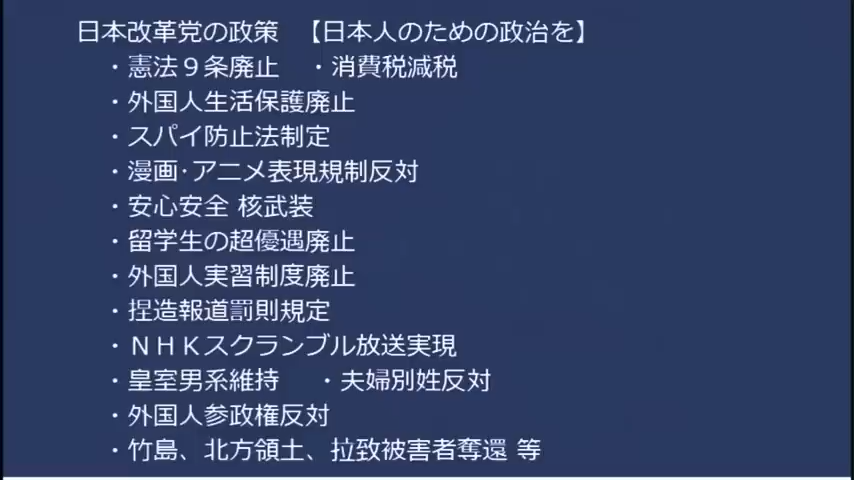 日本改革党の政策　【日本人のための政治を】
・憲法９条廃止　・消費税減税
・外国人生活保護廃止
・スパイ防止法制定
・漫画･アニメ表現規制反対
・安心安全 核武装
・留学生の超優遇廃止
・外国人実習制度廃止
・捏造報道罰則規定
・ＮＨＫスクランブル放送実現
・皇室男系維持　・夫婦別姓反対
・外国人参政権反対
・竹島、北方領土、拉致被害者奪還 等